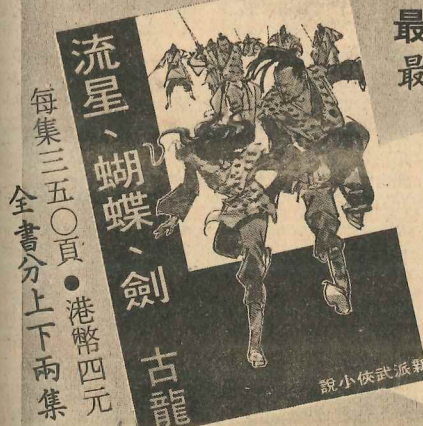 最
最
流星、蝴蝶、劍 古龍
說小俠武派新
每集三五〇頁●港幣四元
全書分上下兩集